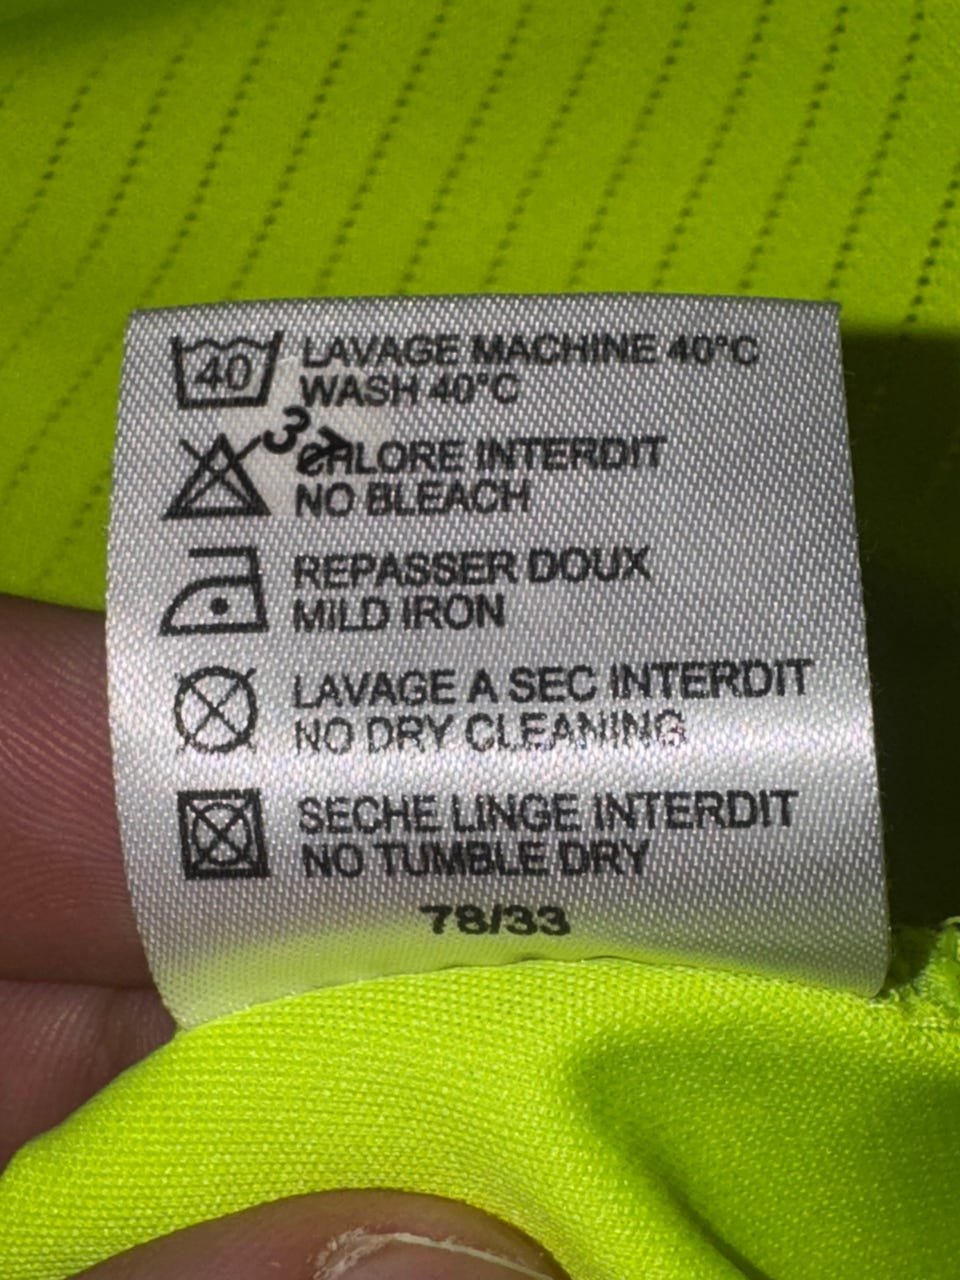 40 LAVAGE MACHINE 40°C
WASH 40°C
37
CHLORE INTERDIT
NO BLEACH
REPASSER DOUX
MILD IRON
LAVAGE A SEC INTERDIT
NO DRY CLEANING
SECHE LINGE INTERDIT
NO TUMBLE DRY
78/33